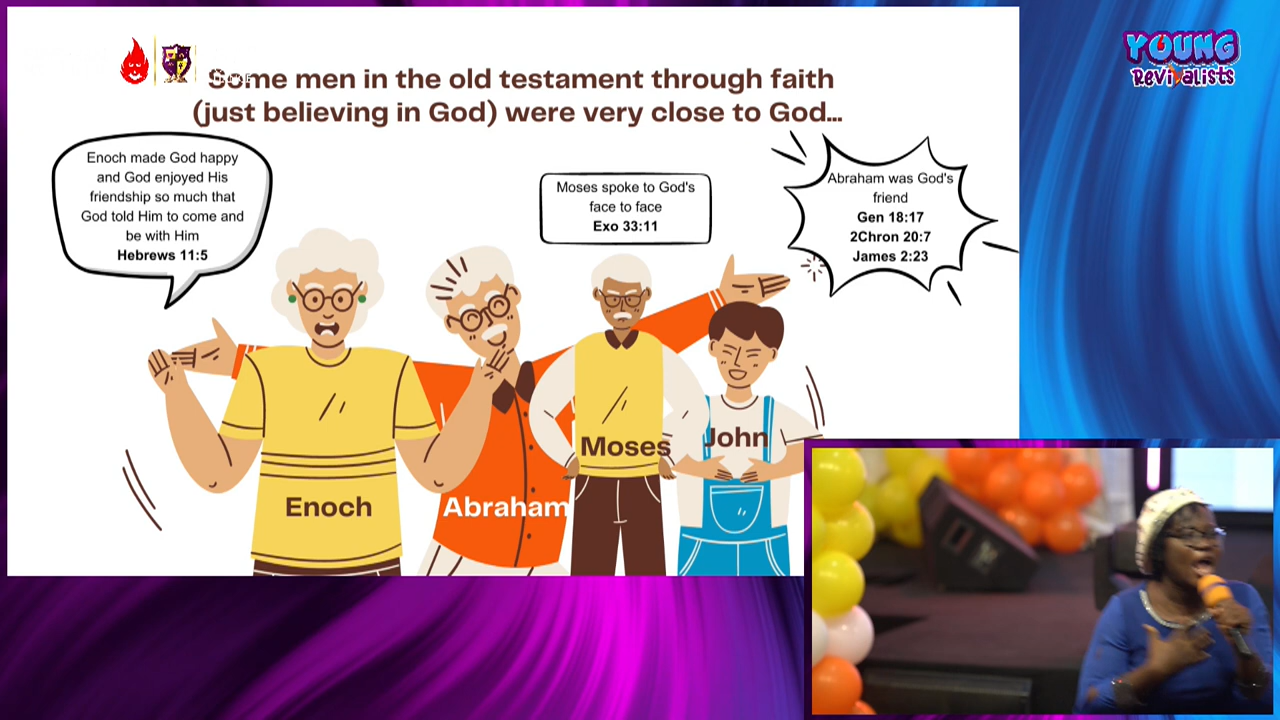 YOUNG
Revivalists
Some men in the old testament through faith
(just believing in God) were very close to God...
Enoch made God happy
and God enjoyed His
friendship so much that
God told Him to come and
be with Him
Hebrews 11:5
Moses spoke to God's
face to face
Exo 33:11
Abraham was God's
friend
Gen 18:17
2Chron 20:7
James 2:23
Enoch
Abraham
Moses
John